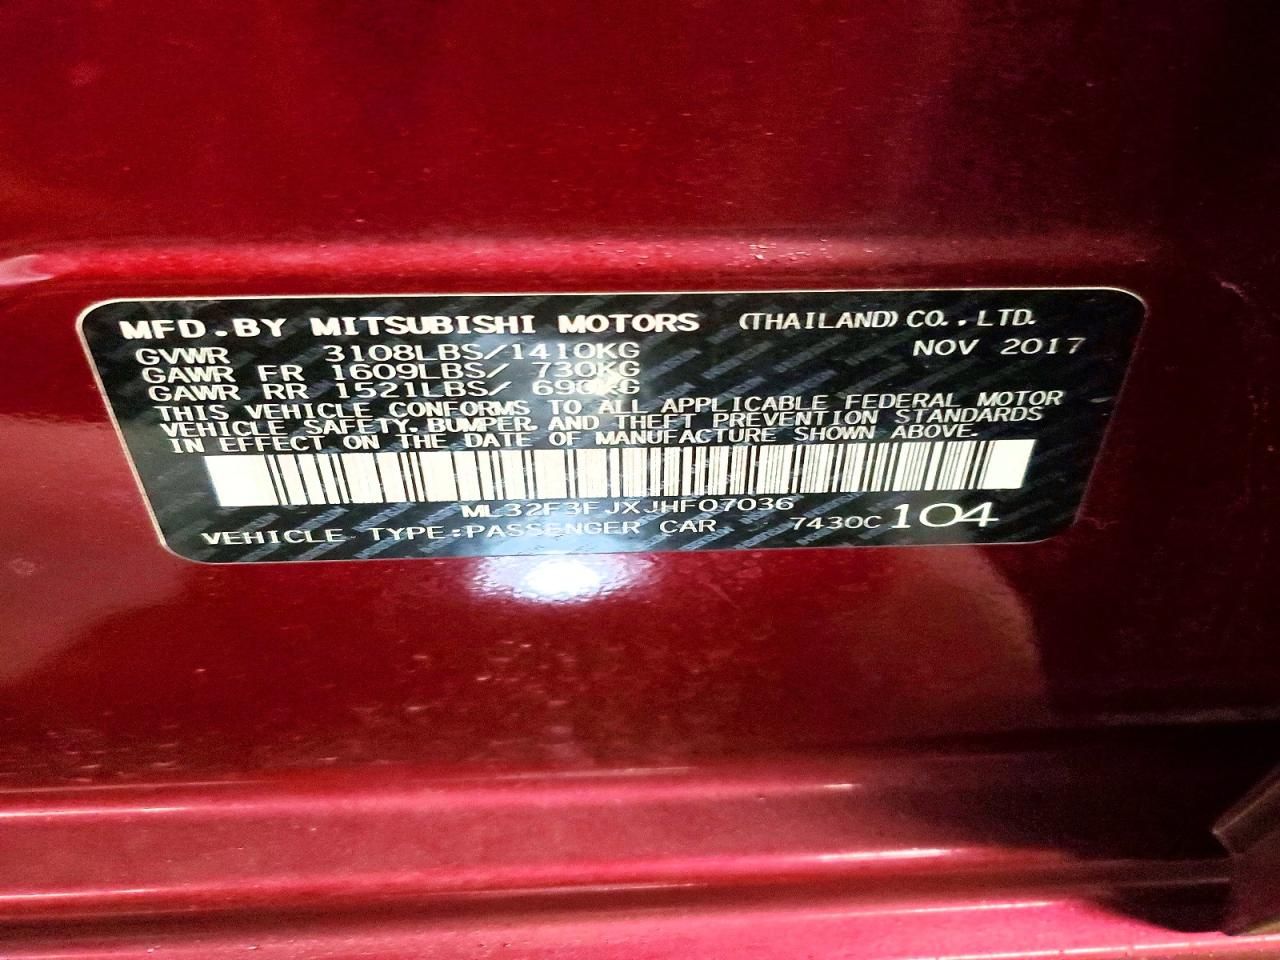 MFD. BY MITSUBISHI MOTORS (THAILAND) CO., LTD.
GVWR 3108LBS/1410KG NOV 2017
GAWR FR 1609LBS/ 730KG
GAWR RR 1521LBS/ 690KG
THIS VEHICLE CONFORMS TO ALL APPLICABLE FEDERAL MOTOR
VEHICLE SAFETY, BUMPER, AND THEFT PREVENTION STANDARDS
IN EFFECT ON THE DATE OF MANUFACTURE SHOWN ABOVE.
ML32F3FJXJHF07036
VEHICLE TYPE:PASSENGER CAR 7430C 104